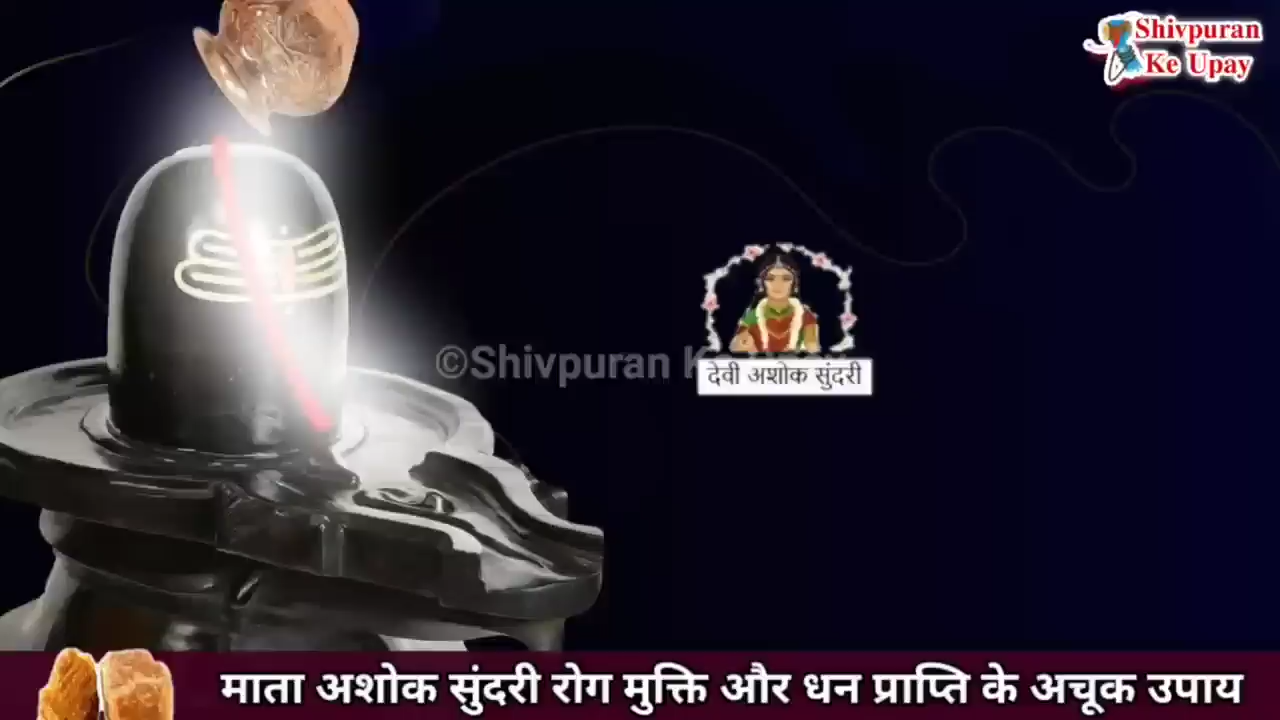 Shivpuran
Ke Upay
©Shivpuran
देवी अशोक सुंदरी
माता अशोक सुंदरी रोग मुक्ति और धन प्राप्ति के अचूक उपाय